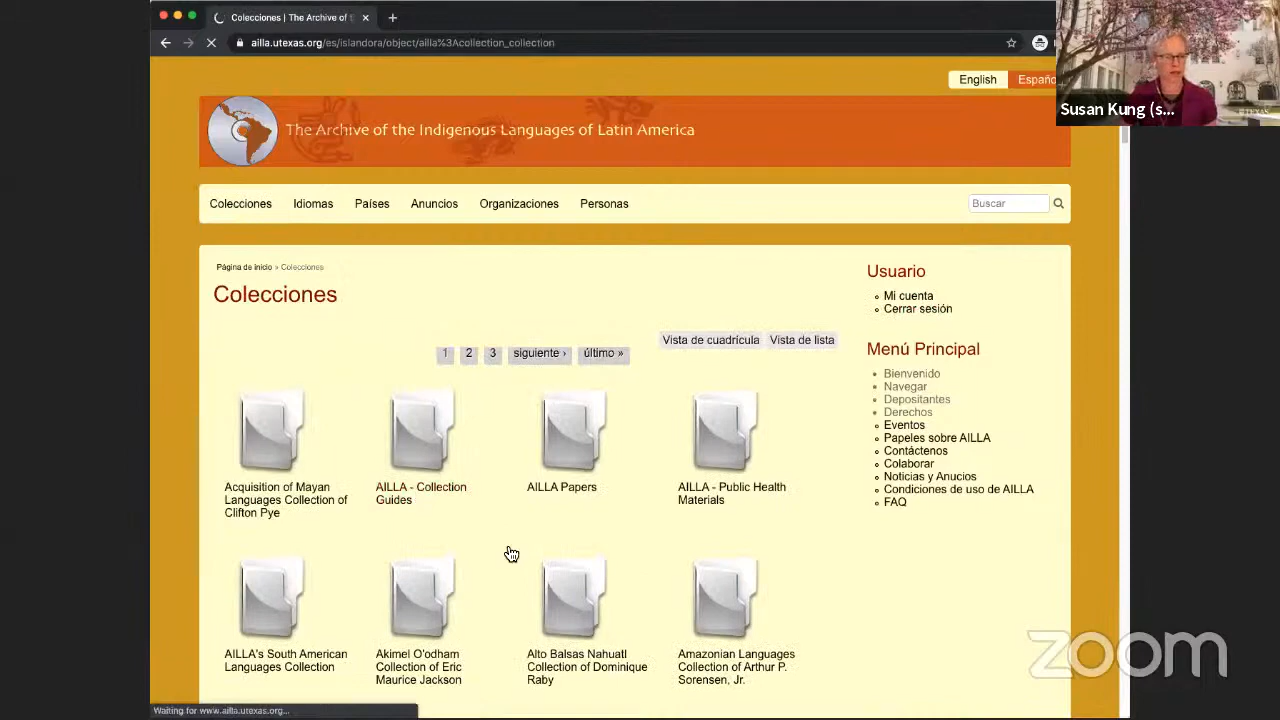 Colecciones | The Archive of the
ailla.utexas.org/es/islandora/object/ailla%3Acollection_collection
English
Españo
Susan Kung (s...
The Archive of the Indigenous Languages of Latin America
Colecciones Idiomas Países Anuncios Organizaciones Personas Buscar
Página de inicio » Colecciones
Colecciones
1 2 3 siguiente › último »
Vista de cuadrícula Vista de lista
Acquisition of Mayan
Languages Collection of
Clifton Pye
AILLA - Collection
Guides
AILLA Papers
AILLA - Public Health
Materials
AILLA's South American
Languages Collection
Akimel O'odham
Collection of Eric
Maurice Jackson
Alto Balsas Nahuatl
Collection of Dominique
Raby
Amazonian Languages
Collection of Arthur P.
Sorensen, Jr.
Usuario
Mi cuenta
Cerrar sesión
Menú Principal
Bienvenido
Navegar
Depositantes
Derechos
Eventos
Papeles sobre AILLA
Contáctenos
Colaborar
Noticias y Anucios
Condiciones de uso de AILLA
FAQ
zoom
Waiting for www.ailla.utexas.org...